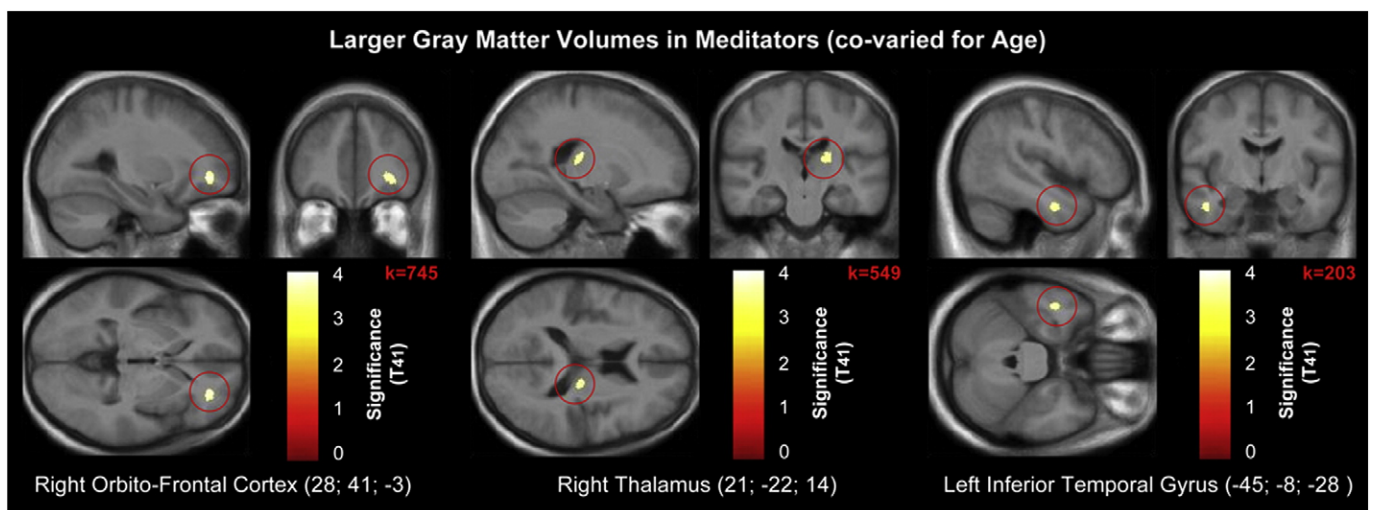 Larger Gray Matter Volumes in Meditators (co-varied for Age)
k=745
4
3
2
1
0
Significance
(T41)
Right Orbito-Frontal Cortex (28; 41; -3)
k=549
4
3
2
1
0
Significance
(T41)
Right Thalamus (21; -22; 14)
k=203
4
3
2
1
0
Significance
(T41)
Left Inferior Temporal Gyrus (-45; -8; -28 )